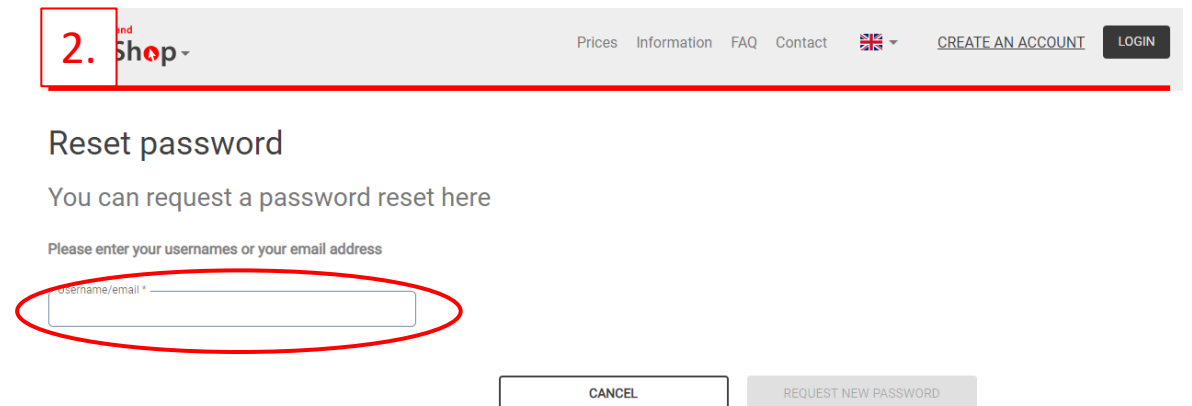 2.
and
Shop
Prices Information FAQ Contact CREATE AN ACCOUNT LOGIN
Reset password
You can request a password reset here
Please enter your usernames or your email address
Username/email *
CANCEL REQUEST NEW PASSWORD